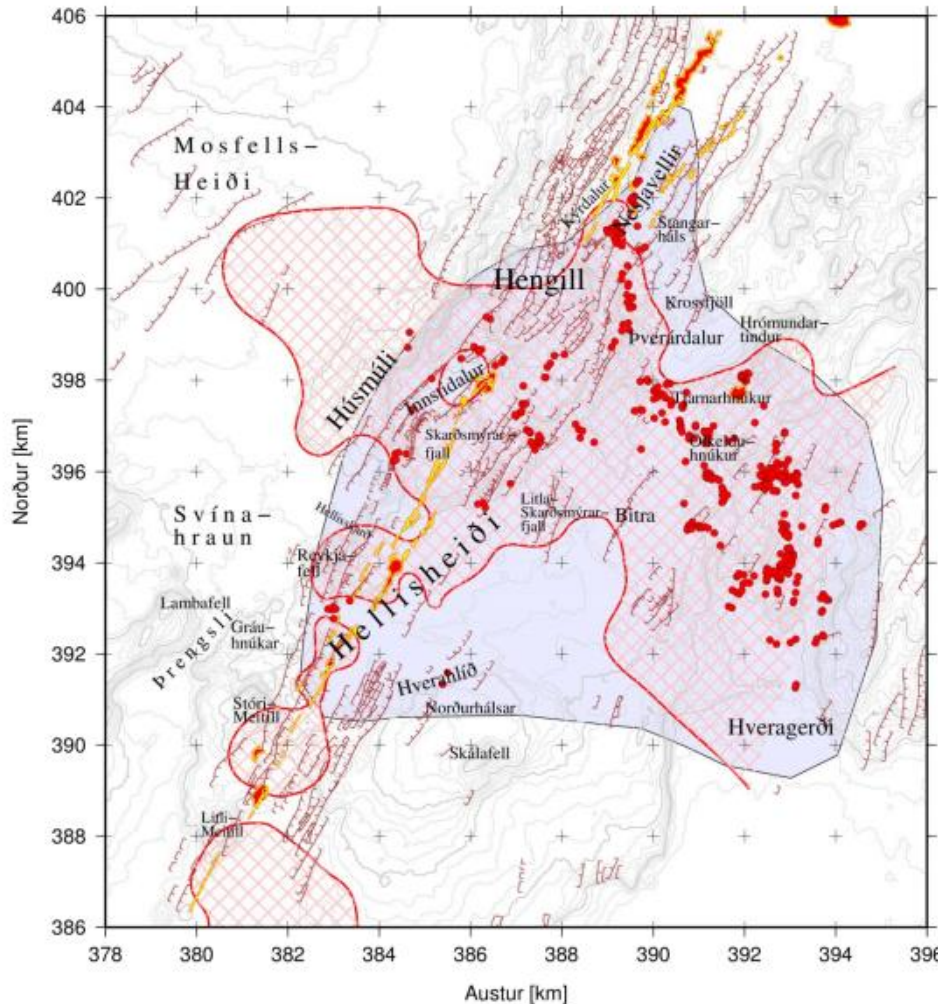 406
404
402
400
398
396
394
392
390
388
386
378
380
382
384
386
388
390
392
394
396
Norður [km]
Austur [km]
Mosfells–
Heiði
Kýrdalur
Nesjavellir
Stangar–
háls
Hengill
Krossfjöll
Hrómundar–
tindur
Þverárdalur
Húsmúli
Innstidalur
Tjarnarhnúkur
Skarðsmýrar–
fjall
Ölkeldu–
hnúkur
Svína–
hraun
Litla–
Skarðsmýrar–
fjall
Bitra
Reykja–
fell
Hellisheiði
Lambafell
Þrengsli
Gráu–
hnúkar
Hverahlíð
Stóri–
Meitill
Norðurhálsar
Hveragerði
Skálafell
Litli–
Meitill